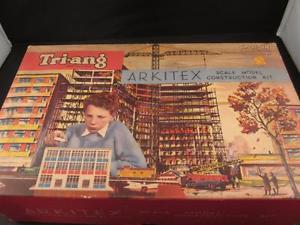 Tri-ang
ARKITEX
SCALE MODEL
CONSTRUCTION KIT
ARKITEX